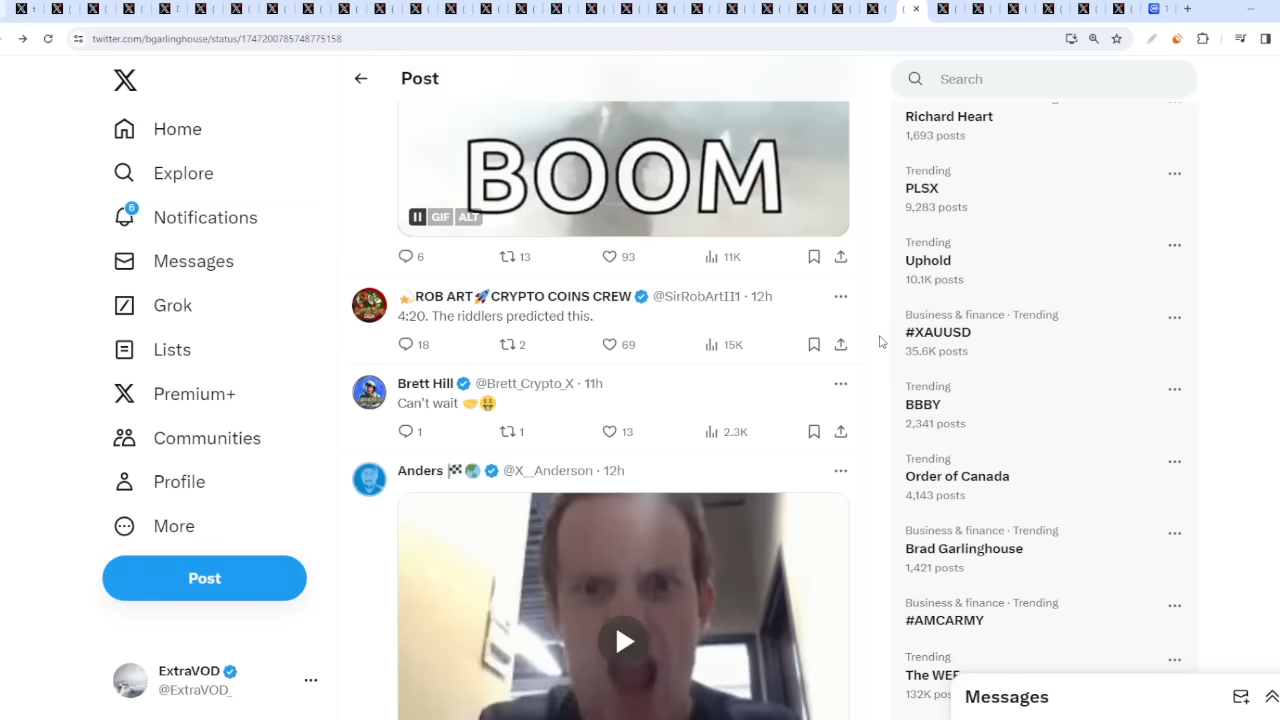 twitter.com/bgarlinghouse/status/1747200785748775158
Home
Explore
6
Notifications
Messages
Grok
Lists
Premium+
Communities
Profile
More
Post
ExtraVOD
@ExtraVOD_
Post
BOOM
GIF ALT
6 13 93 11K
ROB ART🚀CRYPTO COINS CREW @SirRobArtII1 · 12h
4:20. The riddlers predicted this.
18 2 69 15K
Brett Hill @Brett_Crypto_X · 11h
Can't wait 🤝🤑
1 1 13 2.3K
Anders 🏁🌏 @X__Anderson · 12h
Search
Richard Heart
1,693 posts
Trending
PLSX
9,283 posts
Trending
Uphold
10.1K posts
Business & finance · Trending
#XAUUSD
35.6K posts
Trending
BBBY
2,341 posts
Trending
Order of Canada
4,143 posts
Business & finance · Trending
Brad Garlinghouse
1,421 posts
Business & finance · Trending
#AMCARMY
Trending
The WEF
132K
Messages